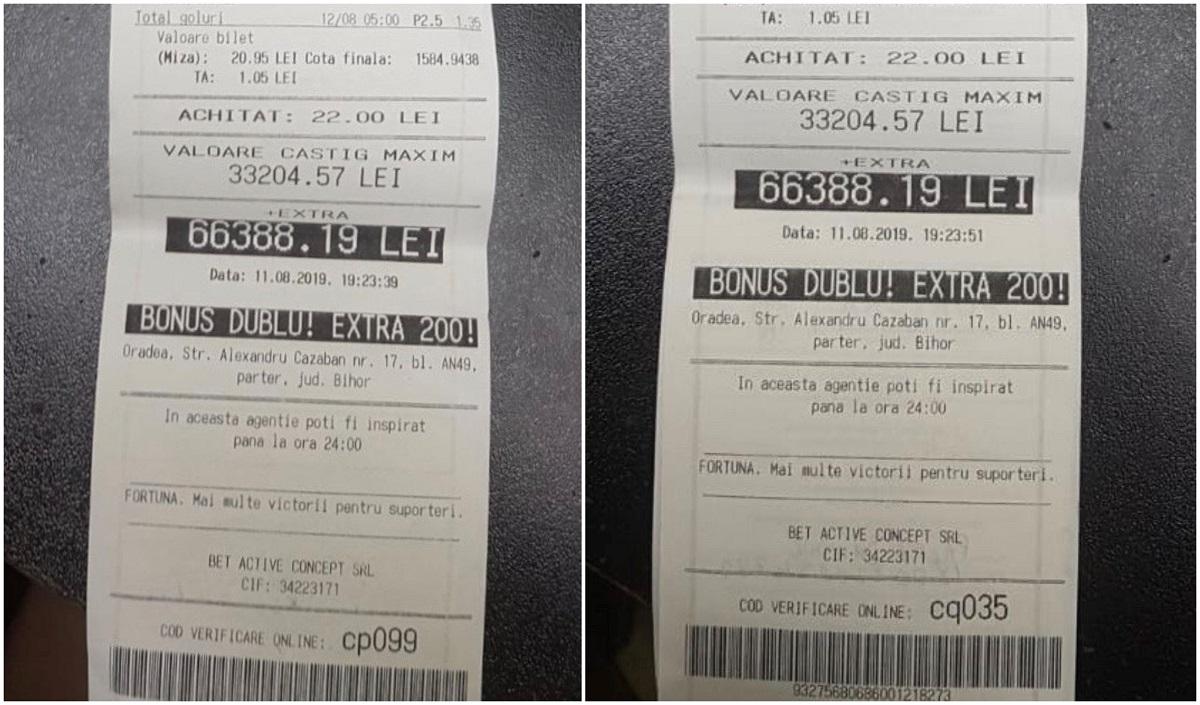 Total goluri 12/08 05:00 P2.5 1.35
Valoare bilet
(Miza): 20.95 LEI Cota finala: 1584.9438
TA: 1.05 LEI
ACHITAT: 22.00 LEI
VALOARE CASTIG MAXIM
33204.57 LEI
+EXTRA
66388.19 LEI
Data: 11.08.2019. 19:23:39
BONUS DUBLU! EXTRA 200!
Oradea, Str. Alexandru Cazaban nr. 17, bl. AN49,
parter, jud. Bihor
In aceasta agentie poti fi inspirat
pana la ora 24:00
FORTUNA. Mai multe victorii pentru suporteri.
BET ACTIVE CONCEPT SRL
CIF: 34223171
COD VERIFICARE ONLINE: cp099
TA: 1.05 LEI
ACHITAT: 22.00 LEI
VALOARE CASTIG MAXIM
33204.57 LEI
+EXTRA
66388.19 LEI
Data: 11.08.2019. 19:23:51
BONUS DUBLU! EXTRA 200!
Oradea, Str. Alexandru Cazaban nr. 17, bl. AN49,
parter, jud. Bihor
In aceasta agentie poti fi inspirat
pana la ora 24:00
FORTUNA. Mai multe victorii pentru suporteri.
BET ACTIVE CONCEPT SRL
CIF: 34223171
COD VERIFICARE ONLINE: cq035
93275680686001218273